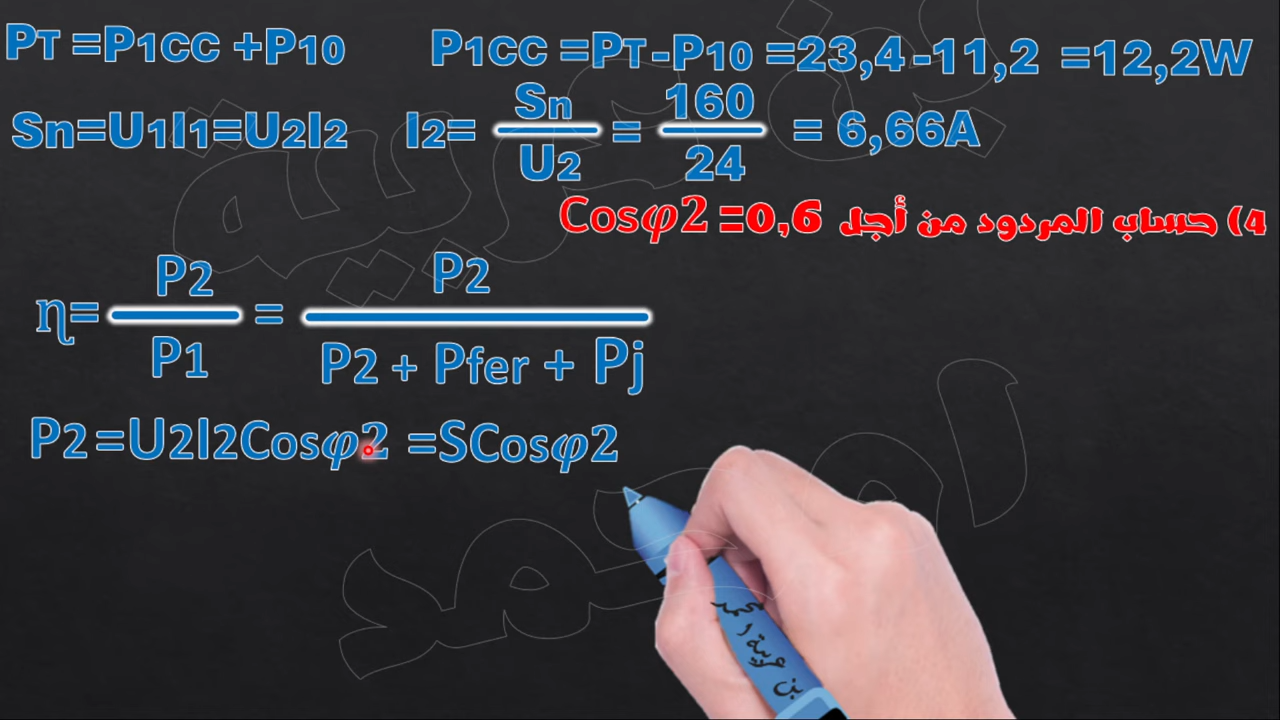 PT =P1CC +P10 P1CC =PT-P10 =23,4-11,2 =12,2W
Sn=U1I1=U2I2 I2= Sn/U2 = 160/24 = 6,66A
4) حساب المردود من أجل Cosφ2 =0,6
η= P2/P1 = P2/(P2 + Pfer + Pj)
P2=U2I2Cosφ2 =SCosφ2